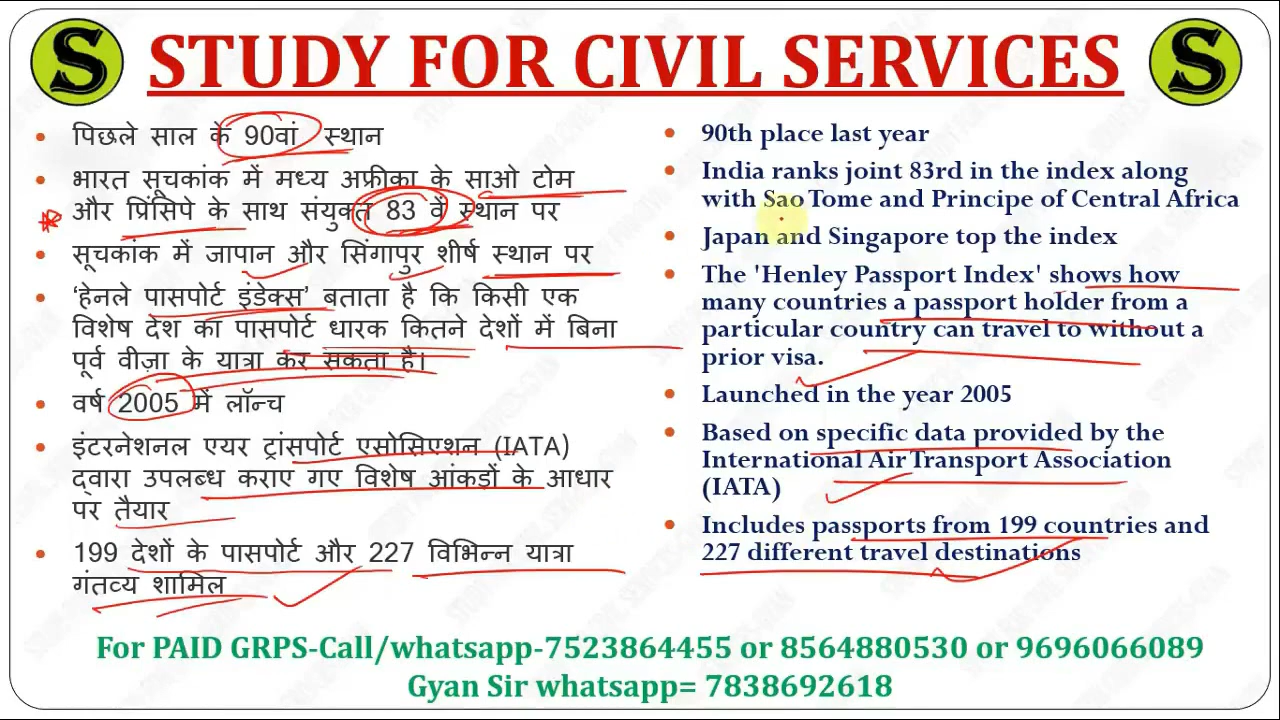 S STUDY FOR CIVIL SERVICES S
पिछले साल के 90वां स्थान
भारत सूचकांक में मध्य अफ्रीका के साओ टोम
और प्रिंसिपे के साथ संयुक्त 83 वें स्थान पर
सूचकांक में जापान और सिंगापुर शीर्ष स्थान पर
‘हेनले पासपोर्ट इंडेक्स’ बताता है कि किसी एक
विशेष देश का पासपोर्ट धारक कितने देशों में बिना
पूर्व वीज़ा के यात्रा कर सकता है।
वर्ष 2005 में लॉन्च
इंटरनेशनल एयर ट्रांसपोर्ट एसोसिएशन (IATA)
द्वारा उपलब्ध कराए गए विशेष आंकड़ों के आधार
पर तैयार
199 देशों के पासपोर्ट और 227 विभिन्न यात्रा
गंतव्य शामिल
90th place last year
India ranks joint 83rd in the index along
with Sao Tome and Principe of Central Africa
Japan and Singapore top the index
The 'Henley Passport Index' shows how
many countries a passport holder from a
particular country can travel to without a
prior visa.
Launched in the year 2005
Based on specific data provided by the
International Air Transport Association
(IATA)
Includes passports from 199 countries and
227 different travel destinations
For PAID GRPS-Call/whatsapp-7523864455 or 8564880530 or 9696066089
Gyan Sir whatsapp= 7838692618